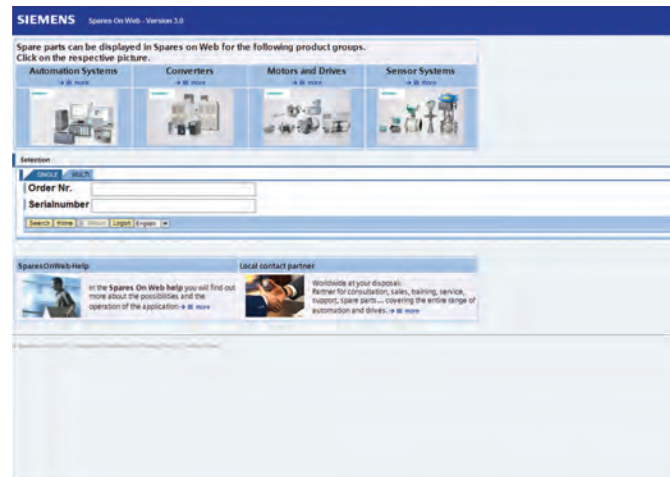 SIEMENS Spares On Web - Version 3.0
Spare parts can be displayed in Spares on Web for the following product groups.
Click on the respective picture.
Automation Systems Converters Motors and Drives Sensor Systems
more more more more
Selection
SINGLE MULTI
Order Nr.
Serialnumber
Search Home Return Logon English
SparesOnWeb-Help Local contact partner
In the Spares On Web help you will find out
more about the possibilities and the
operation of the application → more
Worldwide at your disposal:
Partner for consultation, sales, training, service,
support, spare parts.... covering the entire range of
automation and drives. → more